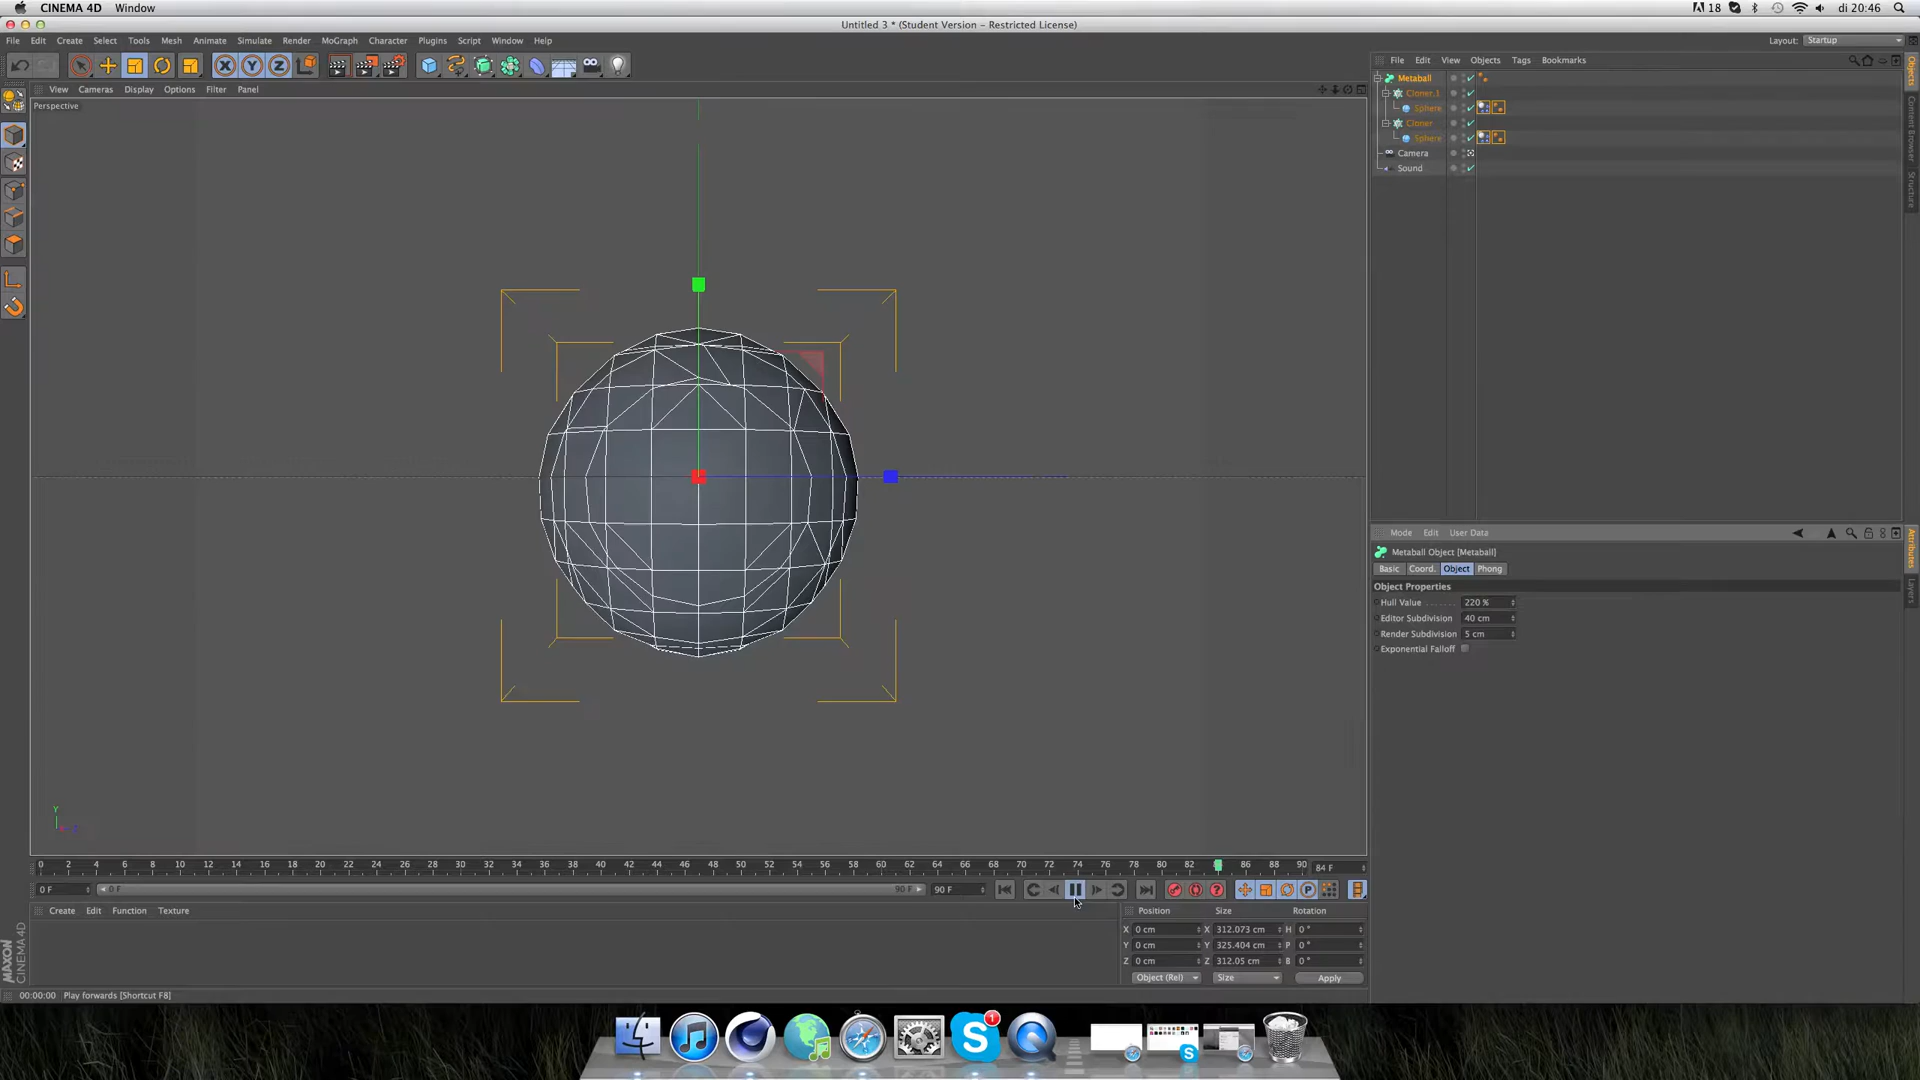 CINEMA 4D Window
18 di 20:46
Untitled 3 * (Student Version – Restricted License)
File Edit Create Select Tools Mesh Animate Simulate Render MoGraph Character Plugins Script Window Help
Layout: Startup
File Edit View Objects Tags Bookmarks
View Cameras Display Options Filter Panel
Perspective
Metaball
Cloner.1
Sphere
Cloner
Sphere
Camera
Sound
Objects
Content Browser
Structure
Mode Edit User Data
Metaball Object [Metaball]
Basic Coord. Object Phong
Object Properties
Hull Value 220 %
Editor Subdivision 40 cm
Render Subdivision 5 cm
Exponential Falloff
Attributes
Layers
Y
0 2 4 6 8 10 12 14 16 18 20 22 24 26 28 30 32 34 36 38 40 42 44 46 48 50 52 54 56 58 60 62 64 66 68 70 72 74 76 78 80 82 86 88 90 84 F
0 F 0 F 90 F 90 F
Create Edit Function Texture
Position Size Rotation
X 0 cm X 312.073 cm H 0 °
Y 0 cm Y 325.404 cm P 0 °
Z 0 cm Z 312.05 cm B 0 °
Object (Rel) Size Apply
MAXON
CINEMA 4D
00:00:00 Play forwards [Shortcut F8]
1